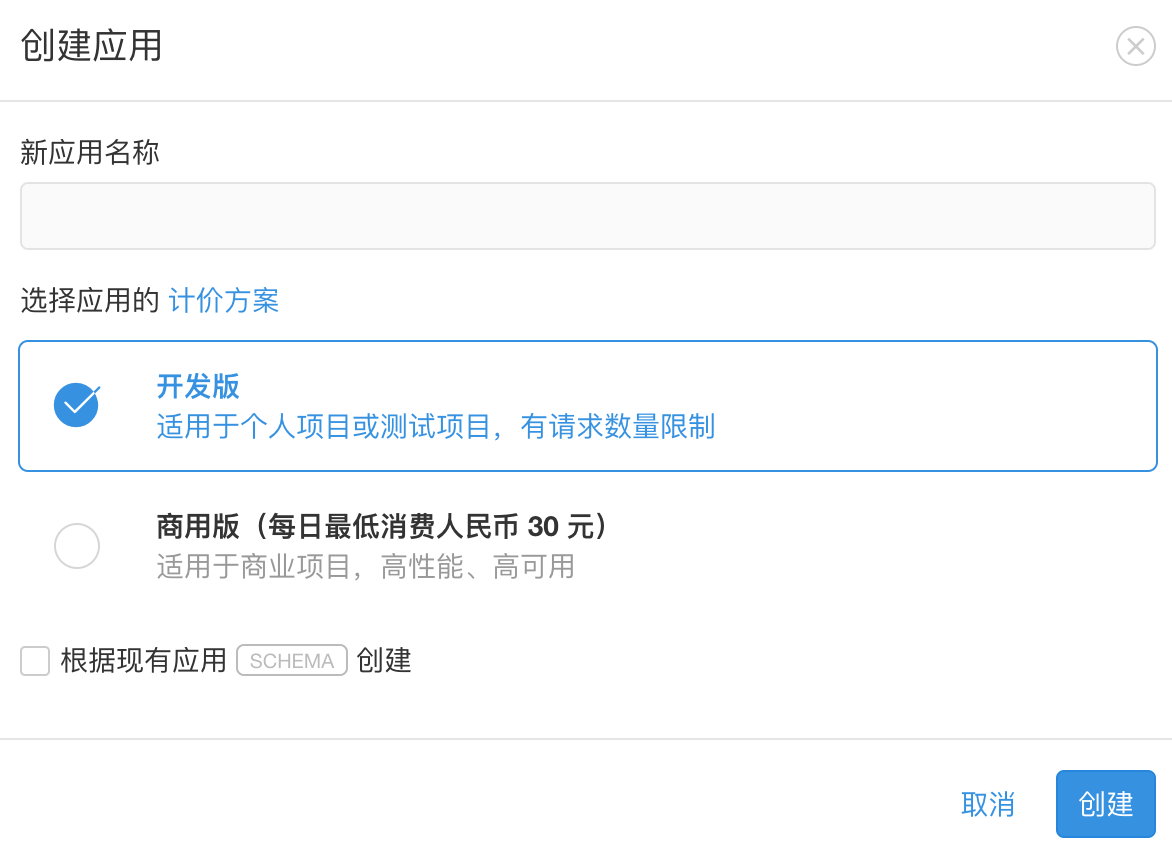 创建应用
新应用名称
选择应用的 计价方案
开发版
适用于个人项目或测试项目，有请求数量限制
商用版（每日最低消费人民币 30 元）
适用于商业项目，高性能、高可用
根据现有应用 SCHEMA 创建
取消 创建